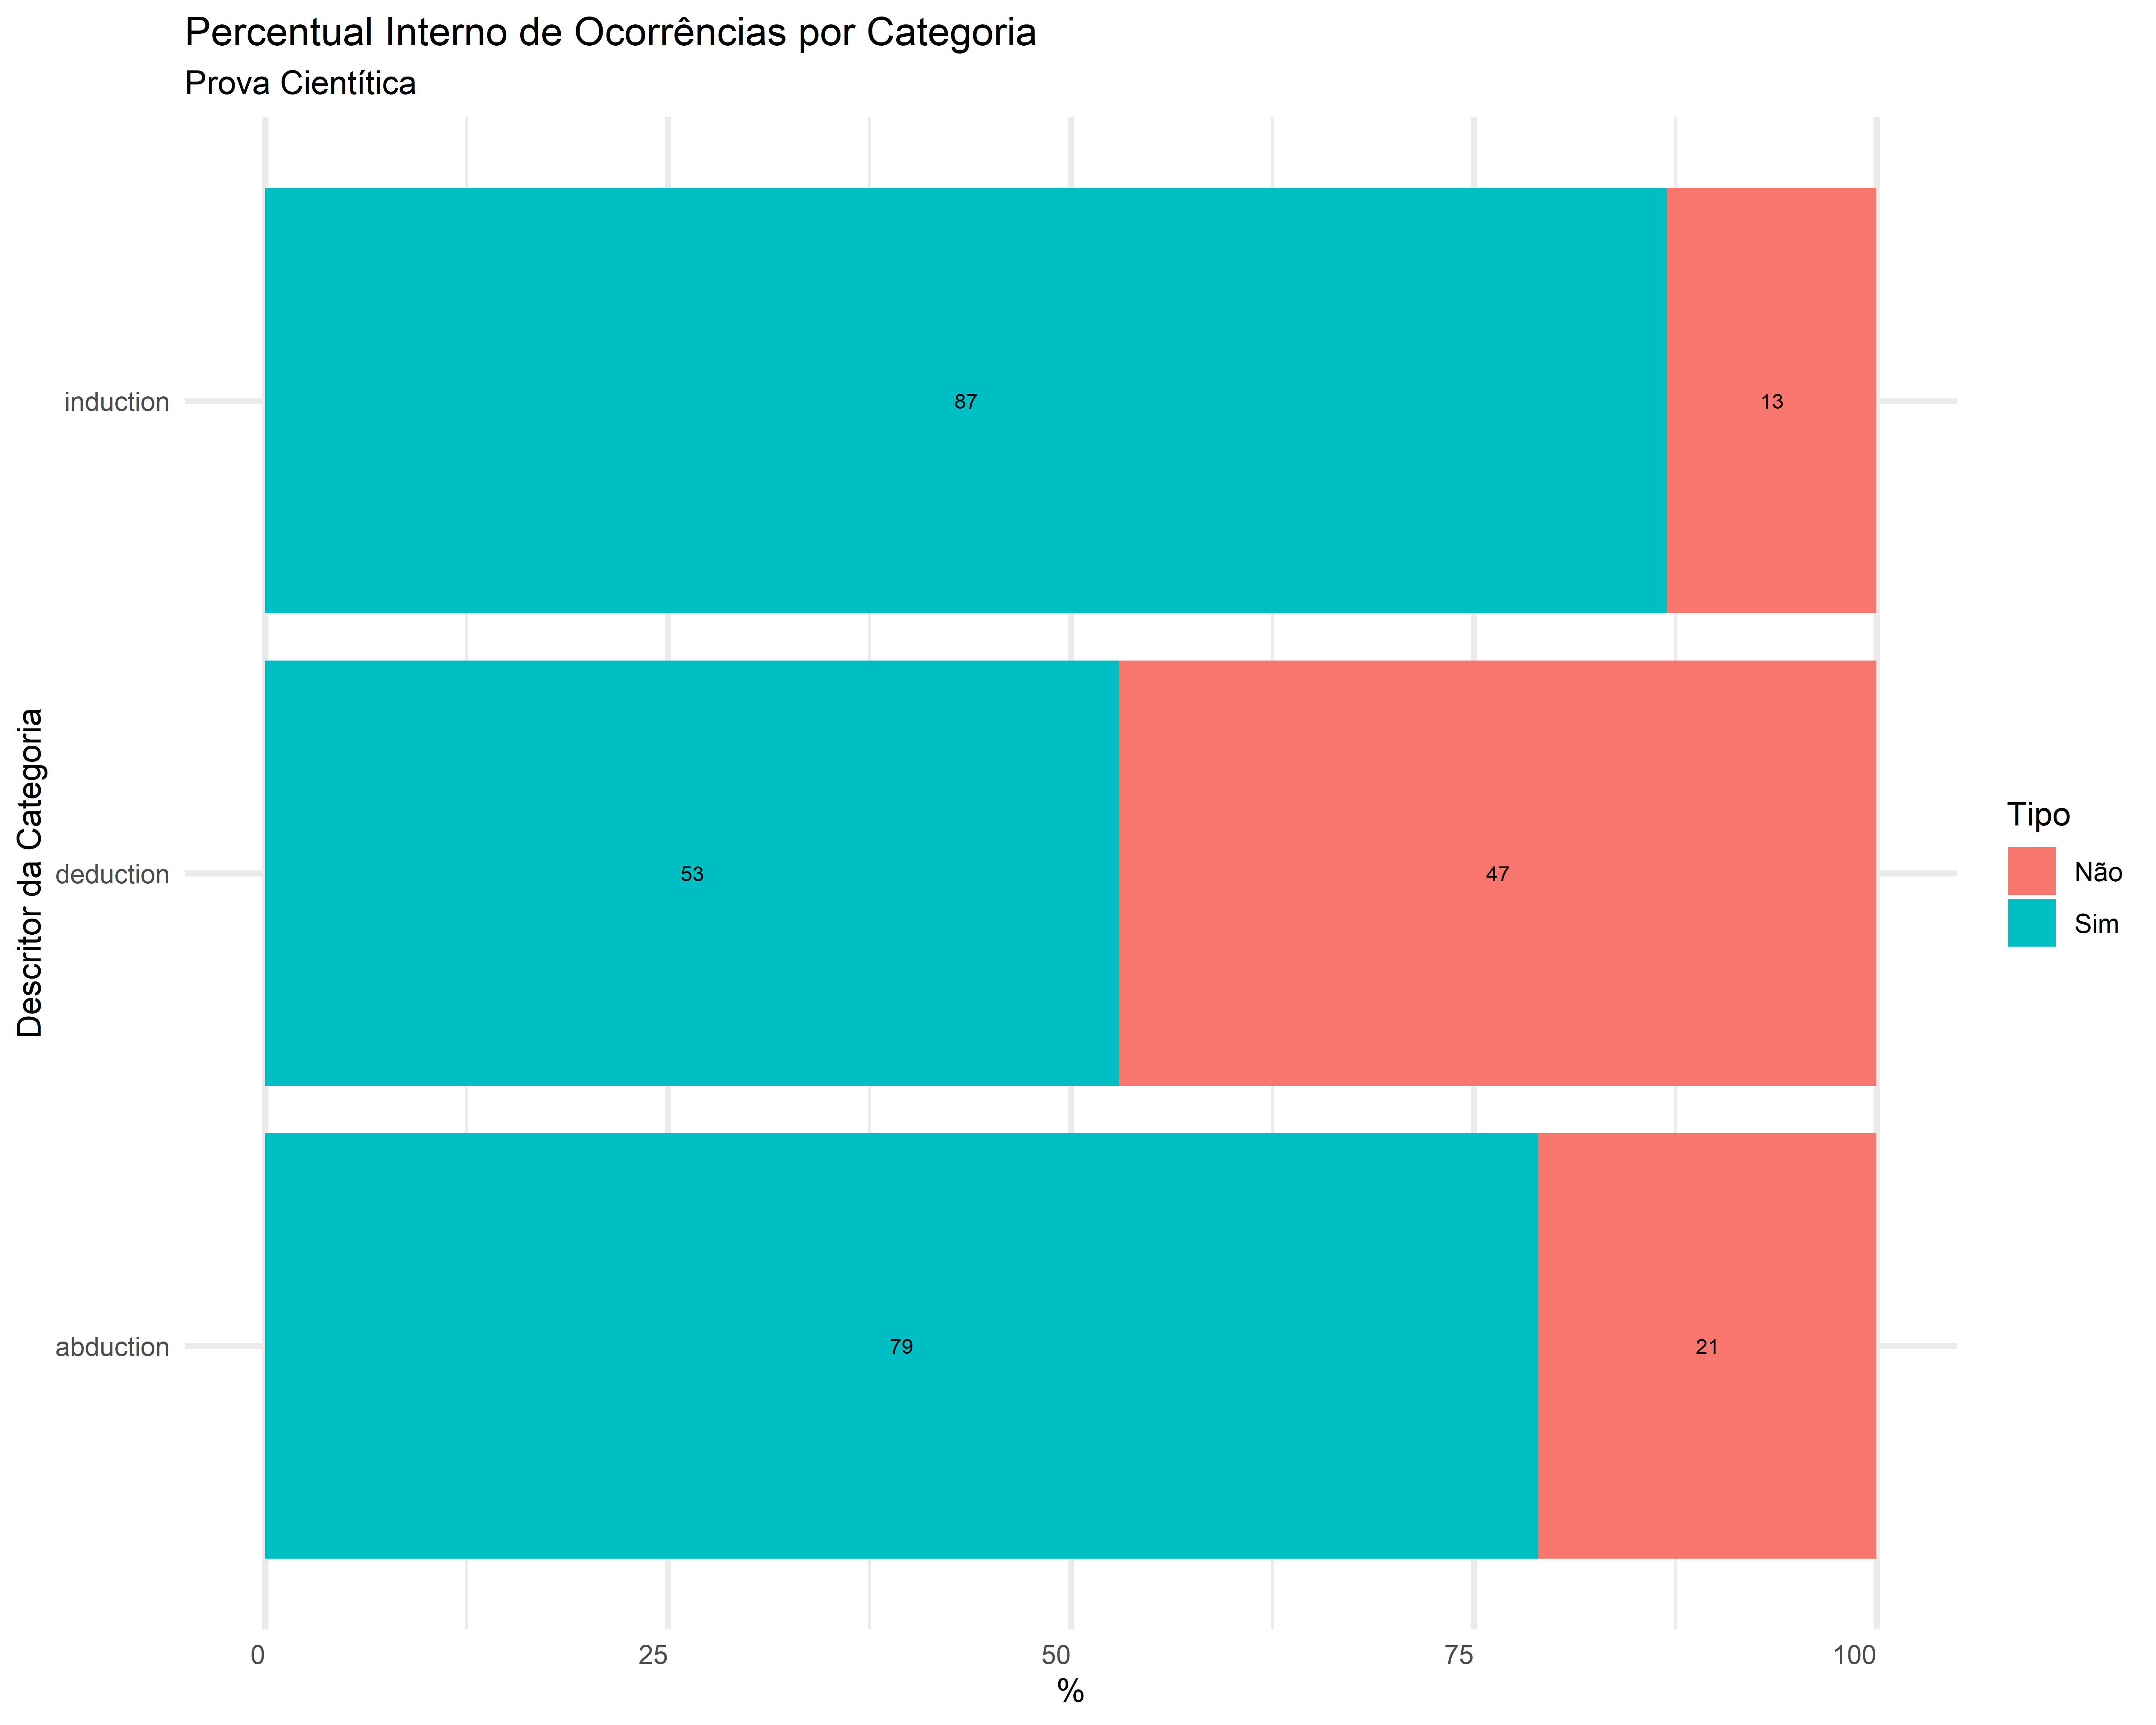 Percentual Interno de Ocorrências por Categoria
Prova Cientítica
Descritor da Categoria
induction
87
13
deduction
53
47
abduction
79
21
0
25
50
75
100
%
Tipo
Não
Sim